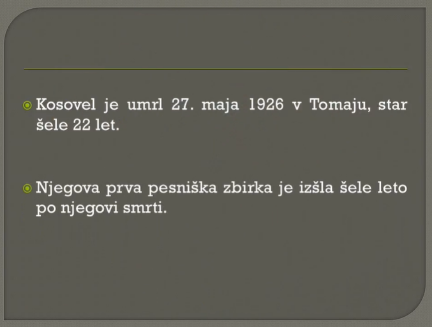 Kosovel je umrl 27. maja 1926 v Tomaju, star
šele 22 let.
Njegova prva pesniška zbirka je izšla šele leto
po njegovi smrti.